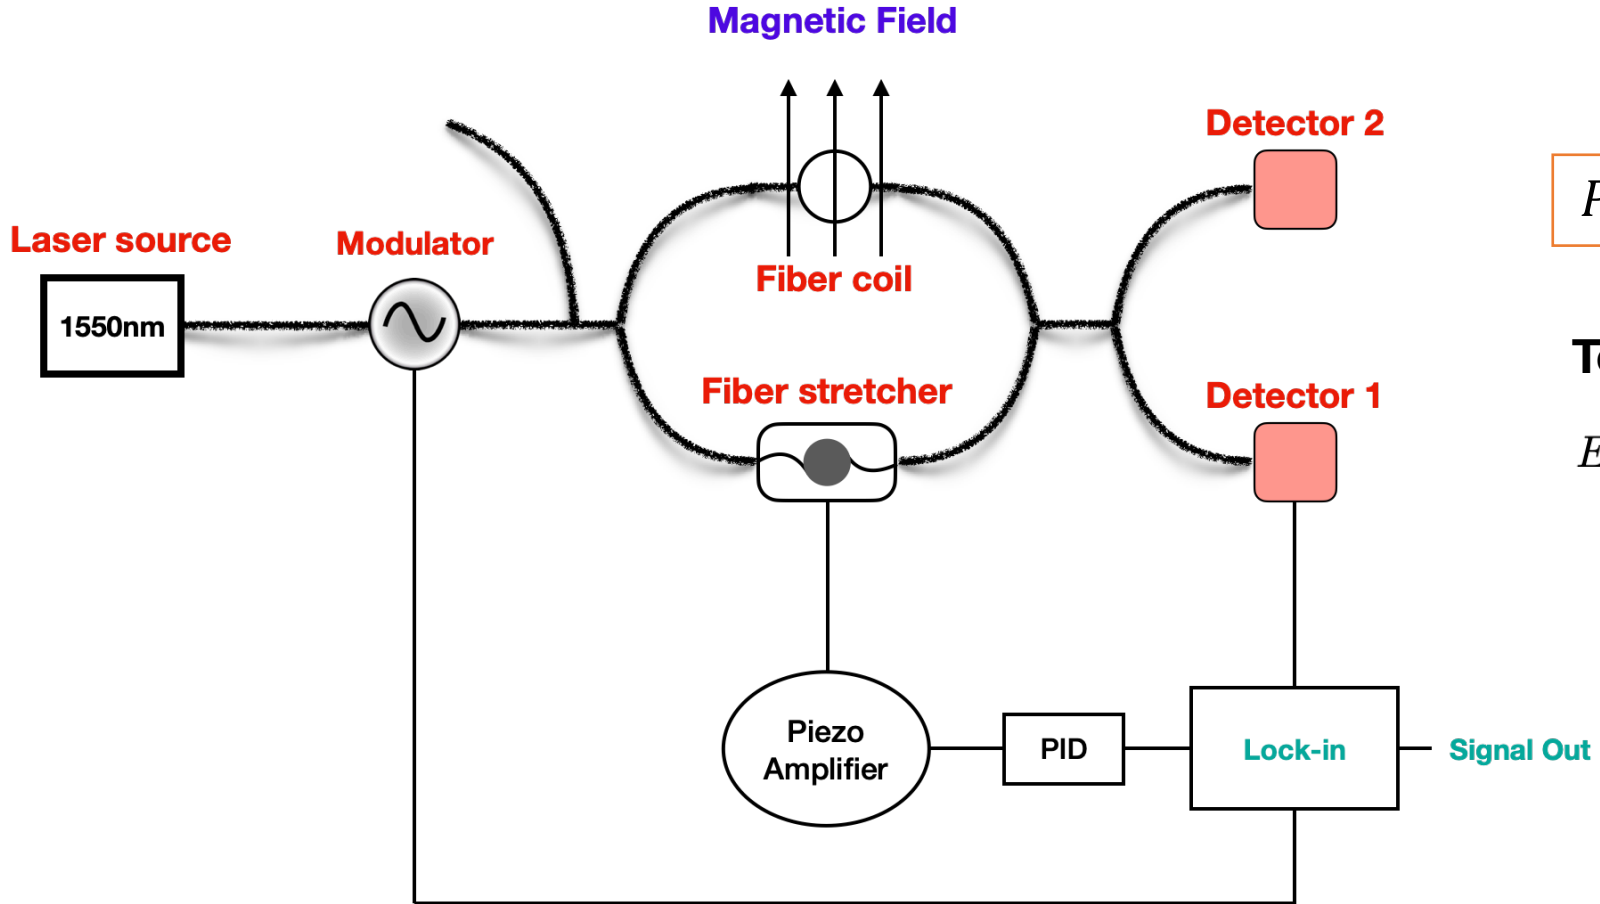 Magnetic Field
Detector 2
P
Laser source
Modulator
1550nm
Fiber coil
Fiber stretcher
Detector 1
E
Piezo
Amplifier
PID
Lock-in
Signal Out